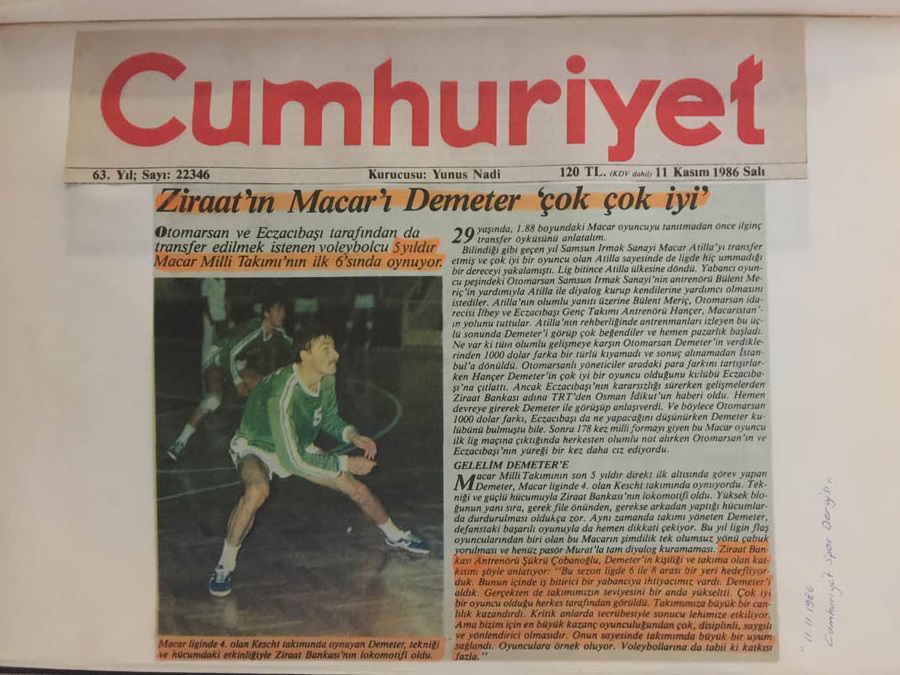 Cumhuriyet
63. Yıl; Sayı: 22346 Kurucusu: Yunus Nadi 120 TL. (KDV dahil) 11 Kasım 1986 Salı
Ziraat'ın Macar'ı Demeter 'çok çok iyi'
Otomarsan ve Eczacıbaşı tarafından da
transfer edilmek istenen voleybolcu 5 yıldır
Macar Milli Takımı'nın ilk 6'sında oynuyor.
Macar liginde 4. olan Kescht takımında oynayan Demeter, tekniği
ve hücumdaki etkinliğiyle Ziraat Bankası'nın lokomotifi oldu.
29 yaşında, 1.88 boyundaki Macar oyuncuyu tanıtmadan önce ilginç
transfer öyküsünü anlatalım.
Bilindiği gibi geçen yıl Samsun Irmak Sanayi Macar Atilla'yı transfer
etmiş ve çok iyi bir oyuncu olan Atilla sayesinde de ligde hiç ummadığı
bir dereceyi yakalamıştı. Lig bitince Atilla ülkesine döndü. Yabancı oyun-
cu peşindeki Otomarsan Samsun Irmak Sanayi'nin antrenörü Bülent Me-
riç'in yardımıyla Atilla ile diyalog kurup kendilerine yardımcı olmasını
istediler. Atilla'nın olumlu yanıtı üzerine Bülent Meriç, Otomarsan ida-
recisi İlbey ve Eczacıbaşı Genç Takımı Antrenörü Hançer, Macaristan'-
ın yolunu tuttular. Atilla'nın rehberliğinde antrenmanları izleyen bu üç-
lü sonunda Demeter'i görüp çok beğendiler ve hemen pazarlık başladı.
Ne var ki tüm olumlu gelişmeye karşın Otomarsan Demeter'in verdikle-
rinden 1000 dolar farka bir türlü kıyamadı ve sonuç alınamadan İstan-
bul'a dönüldü. Otomarsanlı yöneticiler aradaki para farkını tartışırlar-
ken Hançer Demeter'in çok iyi bir oyuncu olduğunu kulübü Eczacıba-
şı'na çıtlattı. Ancak Eczacıbaşı'nın kararsızlığı sürerken gelişmelerden
Ziraat Bankası adına TRT'den Osman İdikut'un haberi oldu. Hemen
devreye girerek Demeter ile görüşüp anlaşıverdi. Ve böylece Otomarsan
1000 doları farkı, Eczacıbaşı da ne yapacağını düşünürken Demeter ku-
lübünü bulmuştu bile. Sonra 178 kez milli formayı giyen bu Macar oyuncu
ilk lig maçına çıktığında herkesten olumlu not alırken Otomarsan'ın ve
Eczacıbaşı'nın yüreği bir kez daha cız ediyordu.
GELELİM DEMETER'E
Macar Milli Takımının son 5 yıldır direkt ilk altısında görev yapan
Demeter, Macar liginde 4. olan Kescht takımında oynuyordu. Tek-
niği ve güçlü hücumuyla Ziraat Bankası'nın lokomotifi oldu. Yüksek blo-
ğunun yanı sıra, gerek file önünden, gerekse arkadan yaptığı hücumlar-
da durdurulması oldukça zor. Aynı zamanda takımı yöneten Demeter,
defanstaki başarılı oyunuyla da hemen dikkati çekiyor. Bu yıl ligin flaş
oyuncularından biri olan bu Macarın şimdilik tek olumsuz yönü çabuk
yorulması ve henüz pasör Murat'la tam diyalog kuramaması. Ziraat Ban-
kası Antrenörü Şükrü Çobanoğlu, Demeter'in kişiliği ve takıma olan kat-
kısını şöyle anlatıyor: "Bu sezon ligde 6 ile 8 arası bir yeri hedefliyor-
duk. Bunun içinde iş bitirici bir yabancıya ihtiyacımız vardı. Demeter'i
aldık. Gerçekten de takımımızın seviyesini bir anda yükseltti. Çok iyi
bir oyuncu olduğu herkes tarafından görüldü. Takımımıza büyük bir can-
lılık kazandırdı. Kritik anlarda tecrübesiyle sonucu lehimize etkiliyor.
Ama bizim için en büyük kazanç oyunculuğundan çok, disiplinli, saygılı
ve yönlendirici olmasıdır. Onun sayesinde takımımda büyük bir uyum
sağlandı. Oyunculara örnek oluyor. Voleybollarına da tabii ki katkısı
fazla."
11.11.1986
Cumhuriyet Spor Dergisi